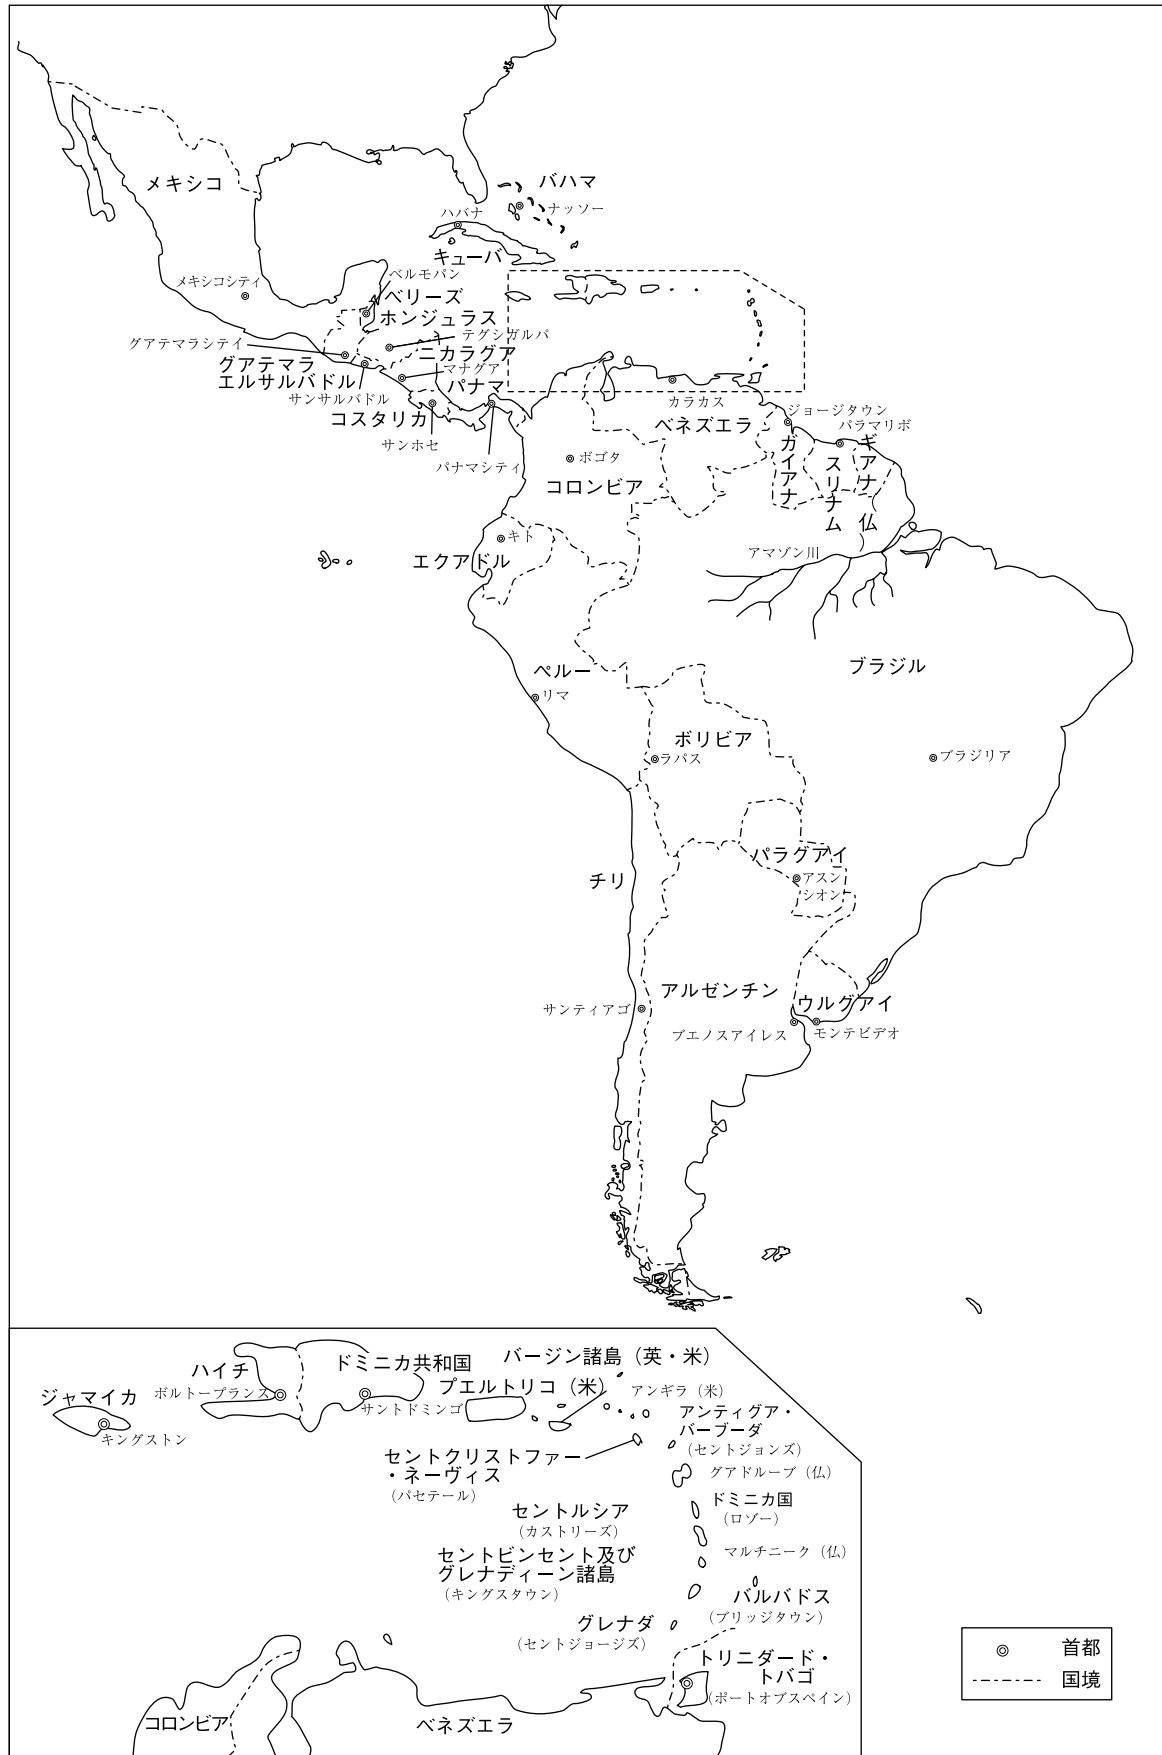 メキシコ
バハマ
ナッソー
ハバナ
キューバ
メキシコシティ
ベルモパン
ベリーズ
ホンジュラス
テグシガルパ
グアテマラシテイ
ニカラグア
グアテマラ
マナグア
エルサルバドル
パナマ
サンサルバドル
コスタリカ
サンホセ
パナマシティ
カラカス
ベネズエラ
ジョージタウン
パラマリボ
ガイアナ
スリナム
ギアナ（仏）
ボゴタ
コロンビア
キト
エクアドル
アマゾン川
ペルー
リマ
ブラジル
ボリビア
ラパス
ブラジリア
パラグアイ
アスン
シオン
チリ
アルゼンチン
ウルグアイ
サンティアゴ
ブエノスアイレス
モンテビデオ
ハイチ
ドミニカ共和国
バージン諸島（英・米）
ジャマイカ
ボルトープランス
サントドミンゴ
プエルトリコ（米）
アンギラ（米）
キングストン
アンティグア・
バーブーダ
（セントジョンズ）
セントクリストファー
・ネーヴィス
（バセテール）
グアドループ（仏）
ドミニカ国
（ロゾー）
セントルシア
（カストリーズ）
マルチニーク（仏）
セントビンセント及び
グレナディーン諸島
（キングスタウン）
バルバドス
（ブリッジタウン）
グレナダ
（セントジョージズ）
トリニダード・
トバゴ
（ポートオブスペイン）
コロンビア
ベネズエラ
首都
国境